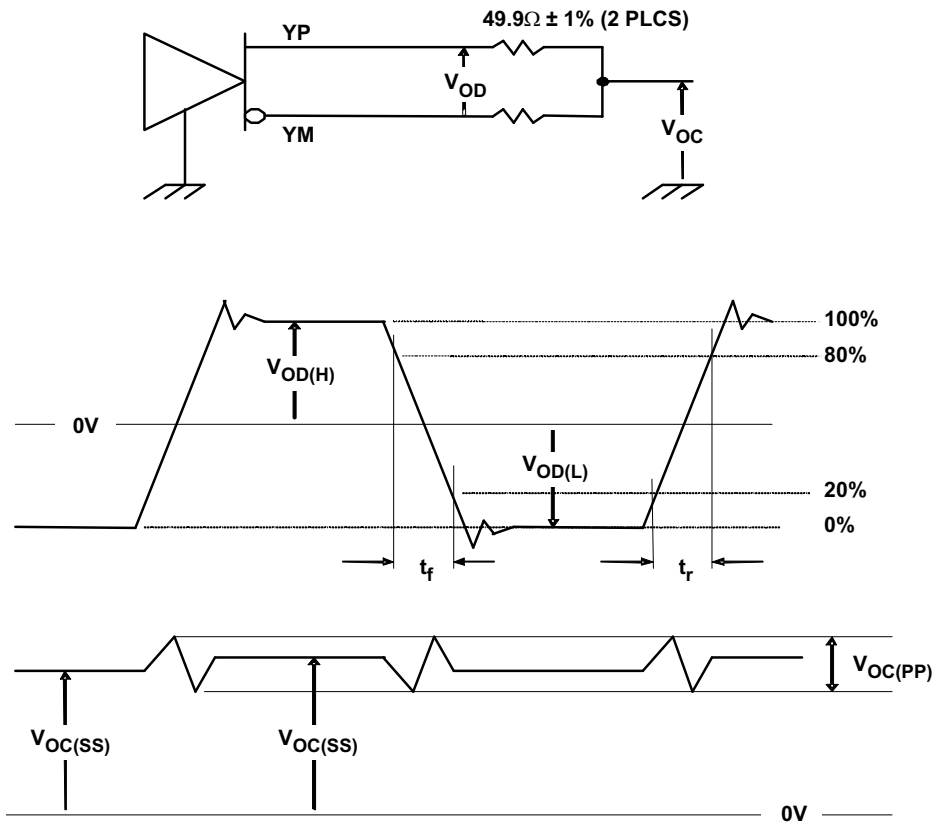 49.9Ω ± 1% (2 PLCS)
YP
VOD
YM
VOC
100%
80%
VOD(H)
0V
VOD(L)
20%
0%
tf
tr
VOC(PP)
VOC(SS)
VOC(SS)
0V